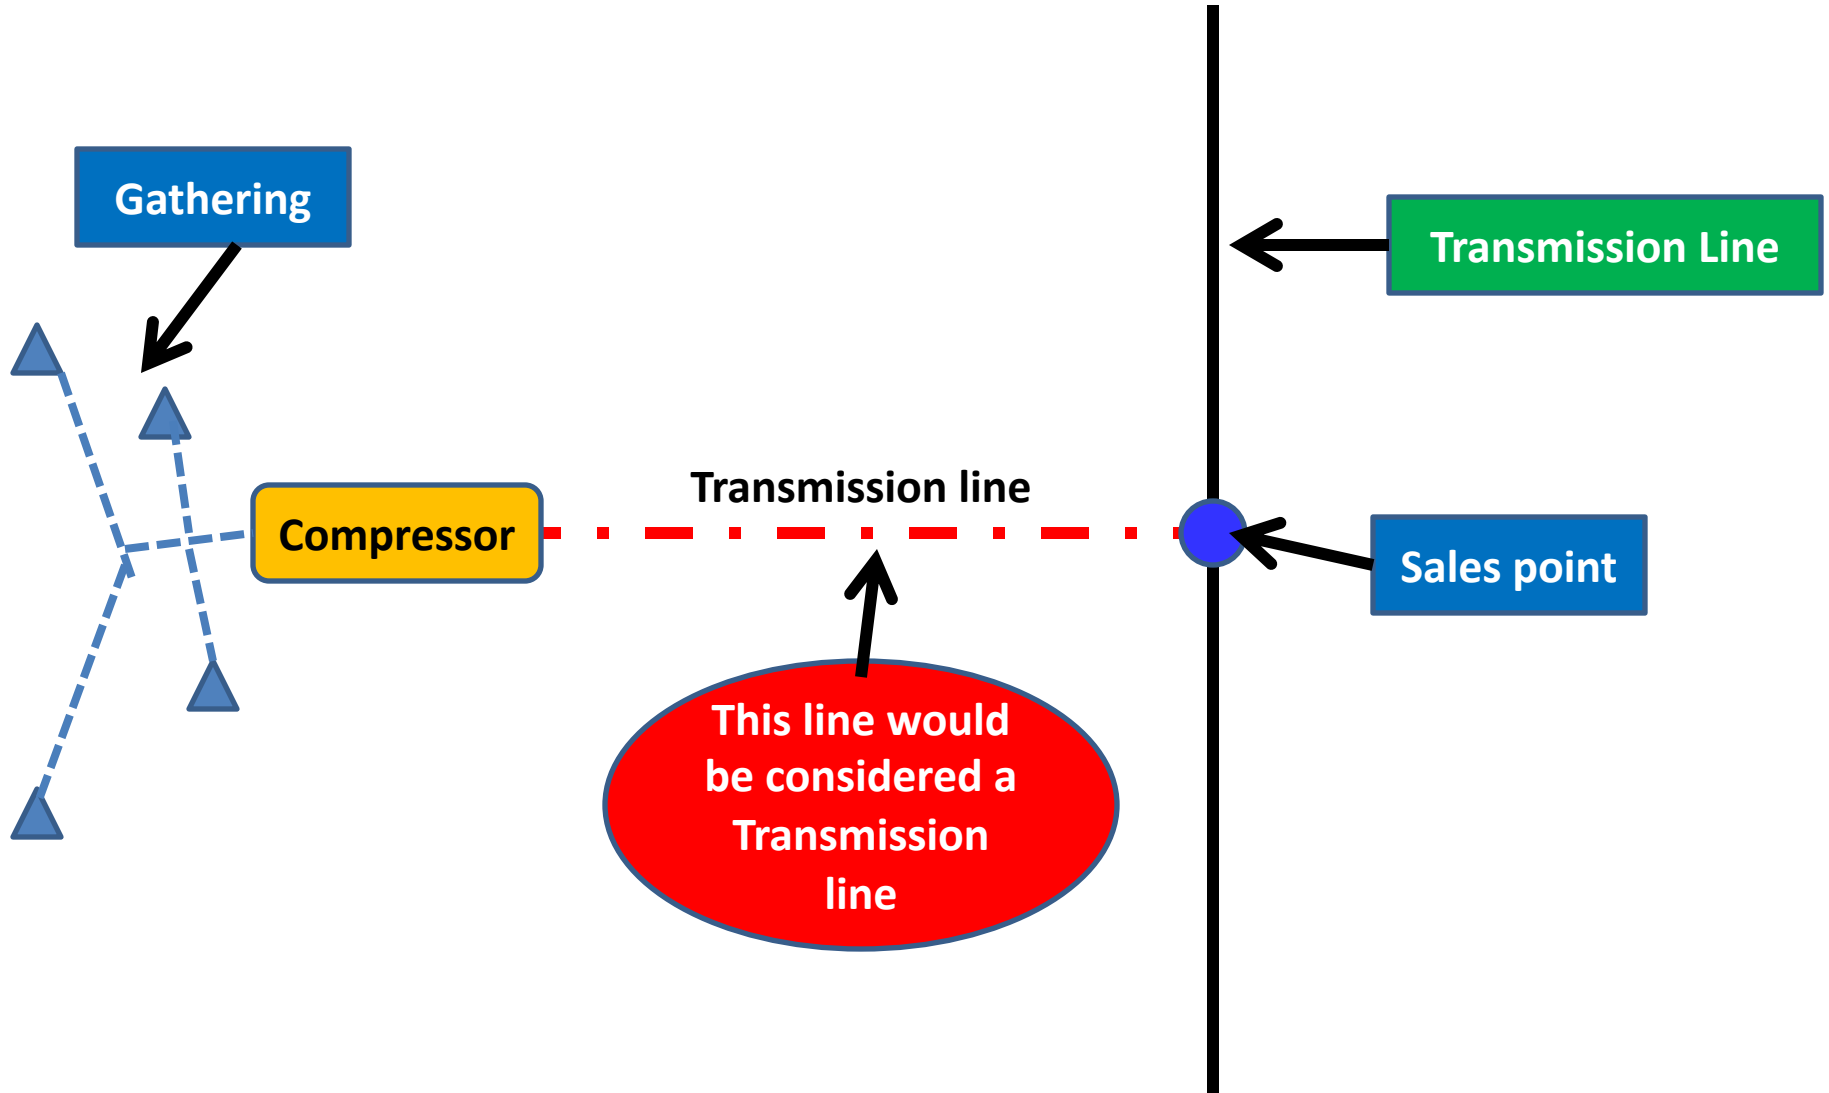 Gathering
Transmission Line
Transmission line
Compressor
Sales point
This line would
be considered a
Transmission
line